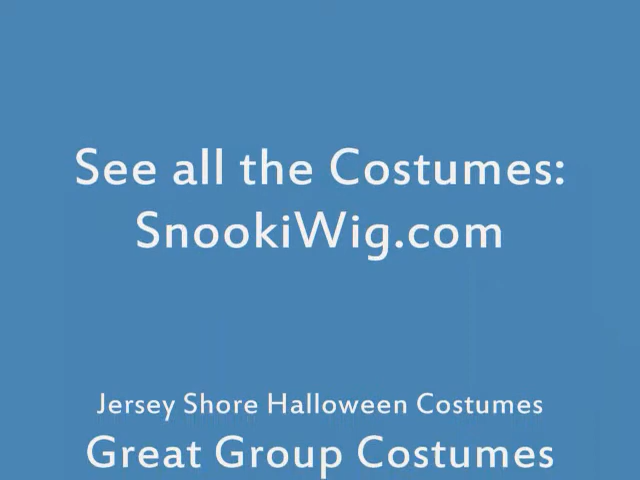 See all the Costumes:
SnookiWig.com
Jersey Shore Halloween Costumes
Great Group Costumes